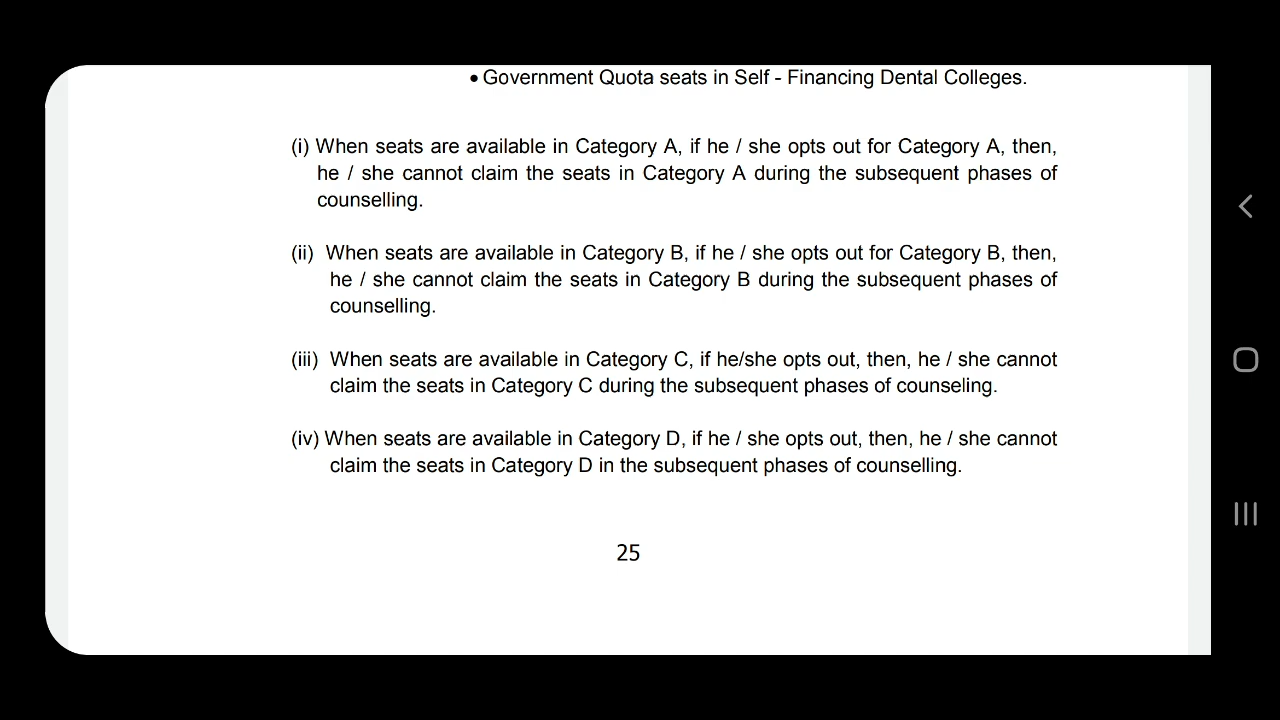 • Government Quota seats in Self - Financing Dental Colleges.
(i) When seats are available in Category A, if he / she opts out for Category A, then,
he / she cannot claim the seats in Category A during the subsequent phases of
counselling.
(ii) When seats are available in Category B, if he / she opts out for Category B, then,
he / she cannot claim the seats in Category B during the subsequent phases of
counselling.
(iii) When seats are available in Category C, if he/she opts out, then, he / she cannot
claim the seats in Category C during the subsequent phases of counseling.
(iv) When seats are available in Category D, if he / she opts out, then, he / she cannot
claim the seats in Category D in the subsequent phases of counselling.
25